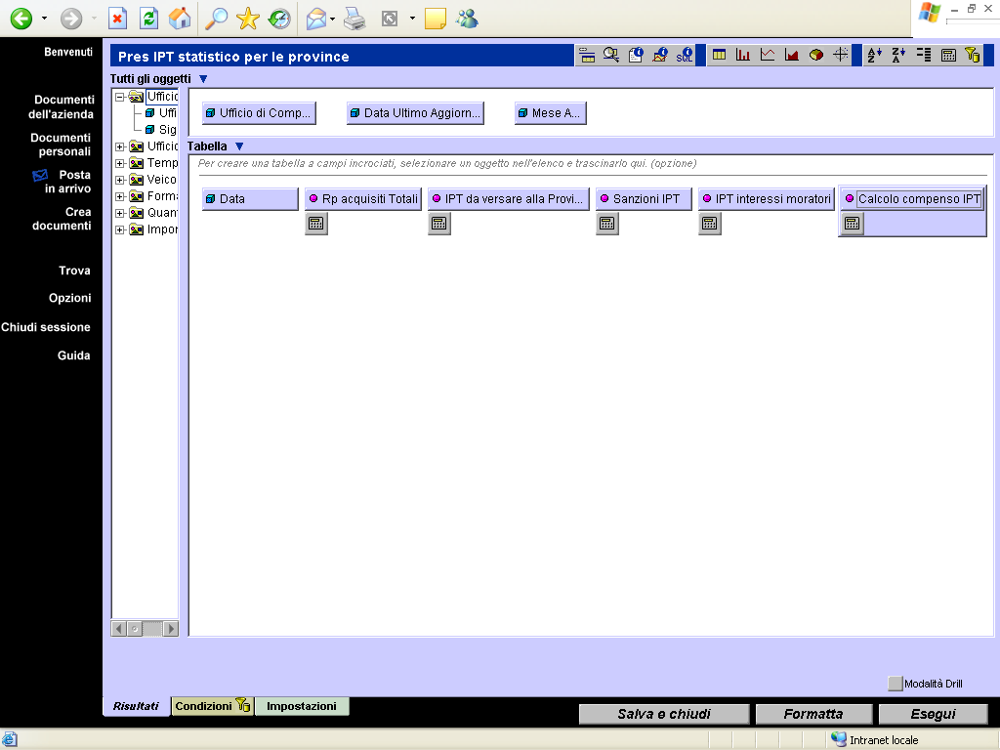 Benvenuti
Documenti
dell'azienda
Documenti
personali
Posta
in arrivo
Crea
documenti
Trova
Opzioni
Chiudi sessione
Guida
Pres IPT statistico per le province
SQL
A
Z
Z
A
Tutti gli oggetti
Ufficio
Uffi
Sig
Ufficio
Temp
Veico
Forma
Quan
Impor
Ufficio di Comp...
Data Ultimo Aggiorn...
Mese A...
Tabella
Per creare una tabella a campi incrociati, selezionare un oggetto nell'elenco e trascinarlo qui. (opzione)
Data
Rp acquisiti Totali
IPT da versare alla Provi...
Sanzioni IPT
IPT interessi moratori
Calcolo compenso IPT
Modalità Drill
Risultati
Condizioni
Impostazioni
Salva e chiudi
Formatta
Esegui
Intranet locale